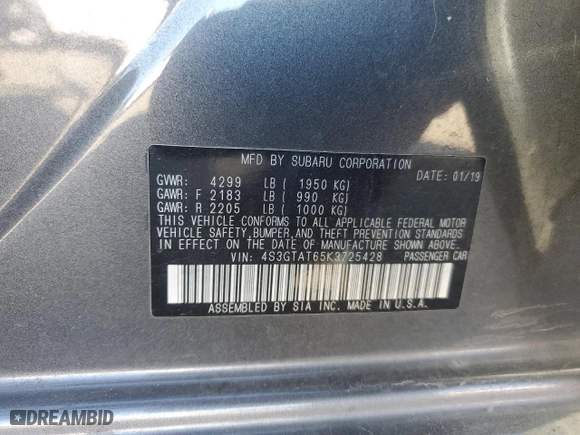 MFD BY SUBARU CORPORATION
DATE: 01/19
GVWR: 4299 LB ( 1950 KG)
GAWR: F 2183 LB ( 990 KG)
GAWR: R 2205 LB ( 1000 KG)
THIS VEHICLE CONFORMS TO ALL APPLICABLE FEDERAL MOTOR
VEHICLE SAFETY, BUMPER, AND THEFT PREVENTION STANDARDS
IN EFFECT ON THE DATE OF MANUFACTURE SHOWN ABOVE.
VIN: 4S3GTAT65K3725428 PASSENGER CAR
ASSEMBLED BY SIA INC. MADE IN U.S.A.
DREAMBID